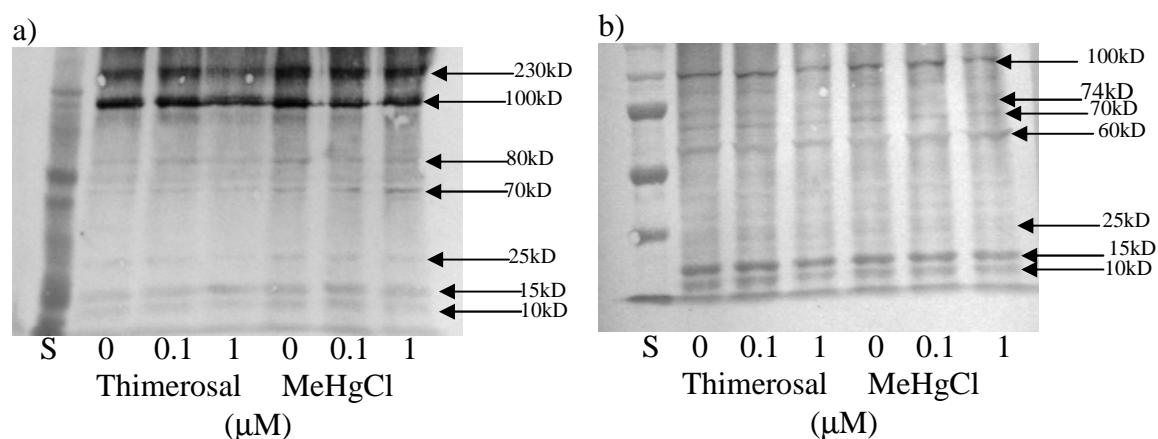 a)
230kD
100kD
80kD
70kD
25kD
15kD
10kD
S 0 0.1 1 0 0.1 1
Thimerosal MeHgCl
(μM)
b)
100kD
74kD
70kD
60kD
25kD
15kD
10kD
S 0 0.1 1 0 0.1 1
Thimerosal MeHgCl
(μM)